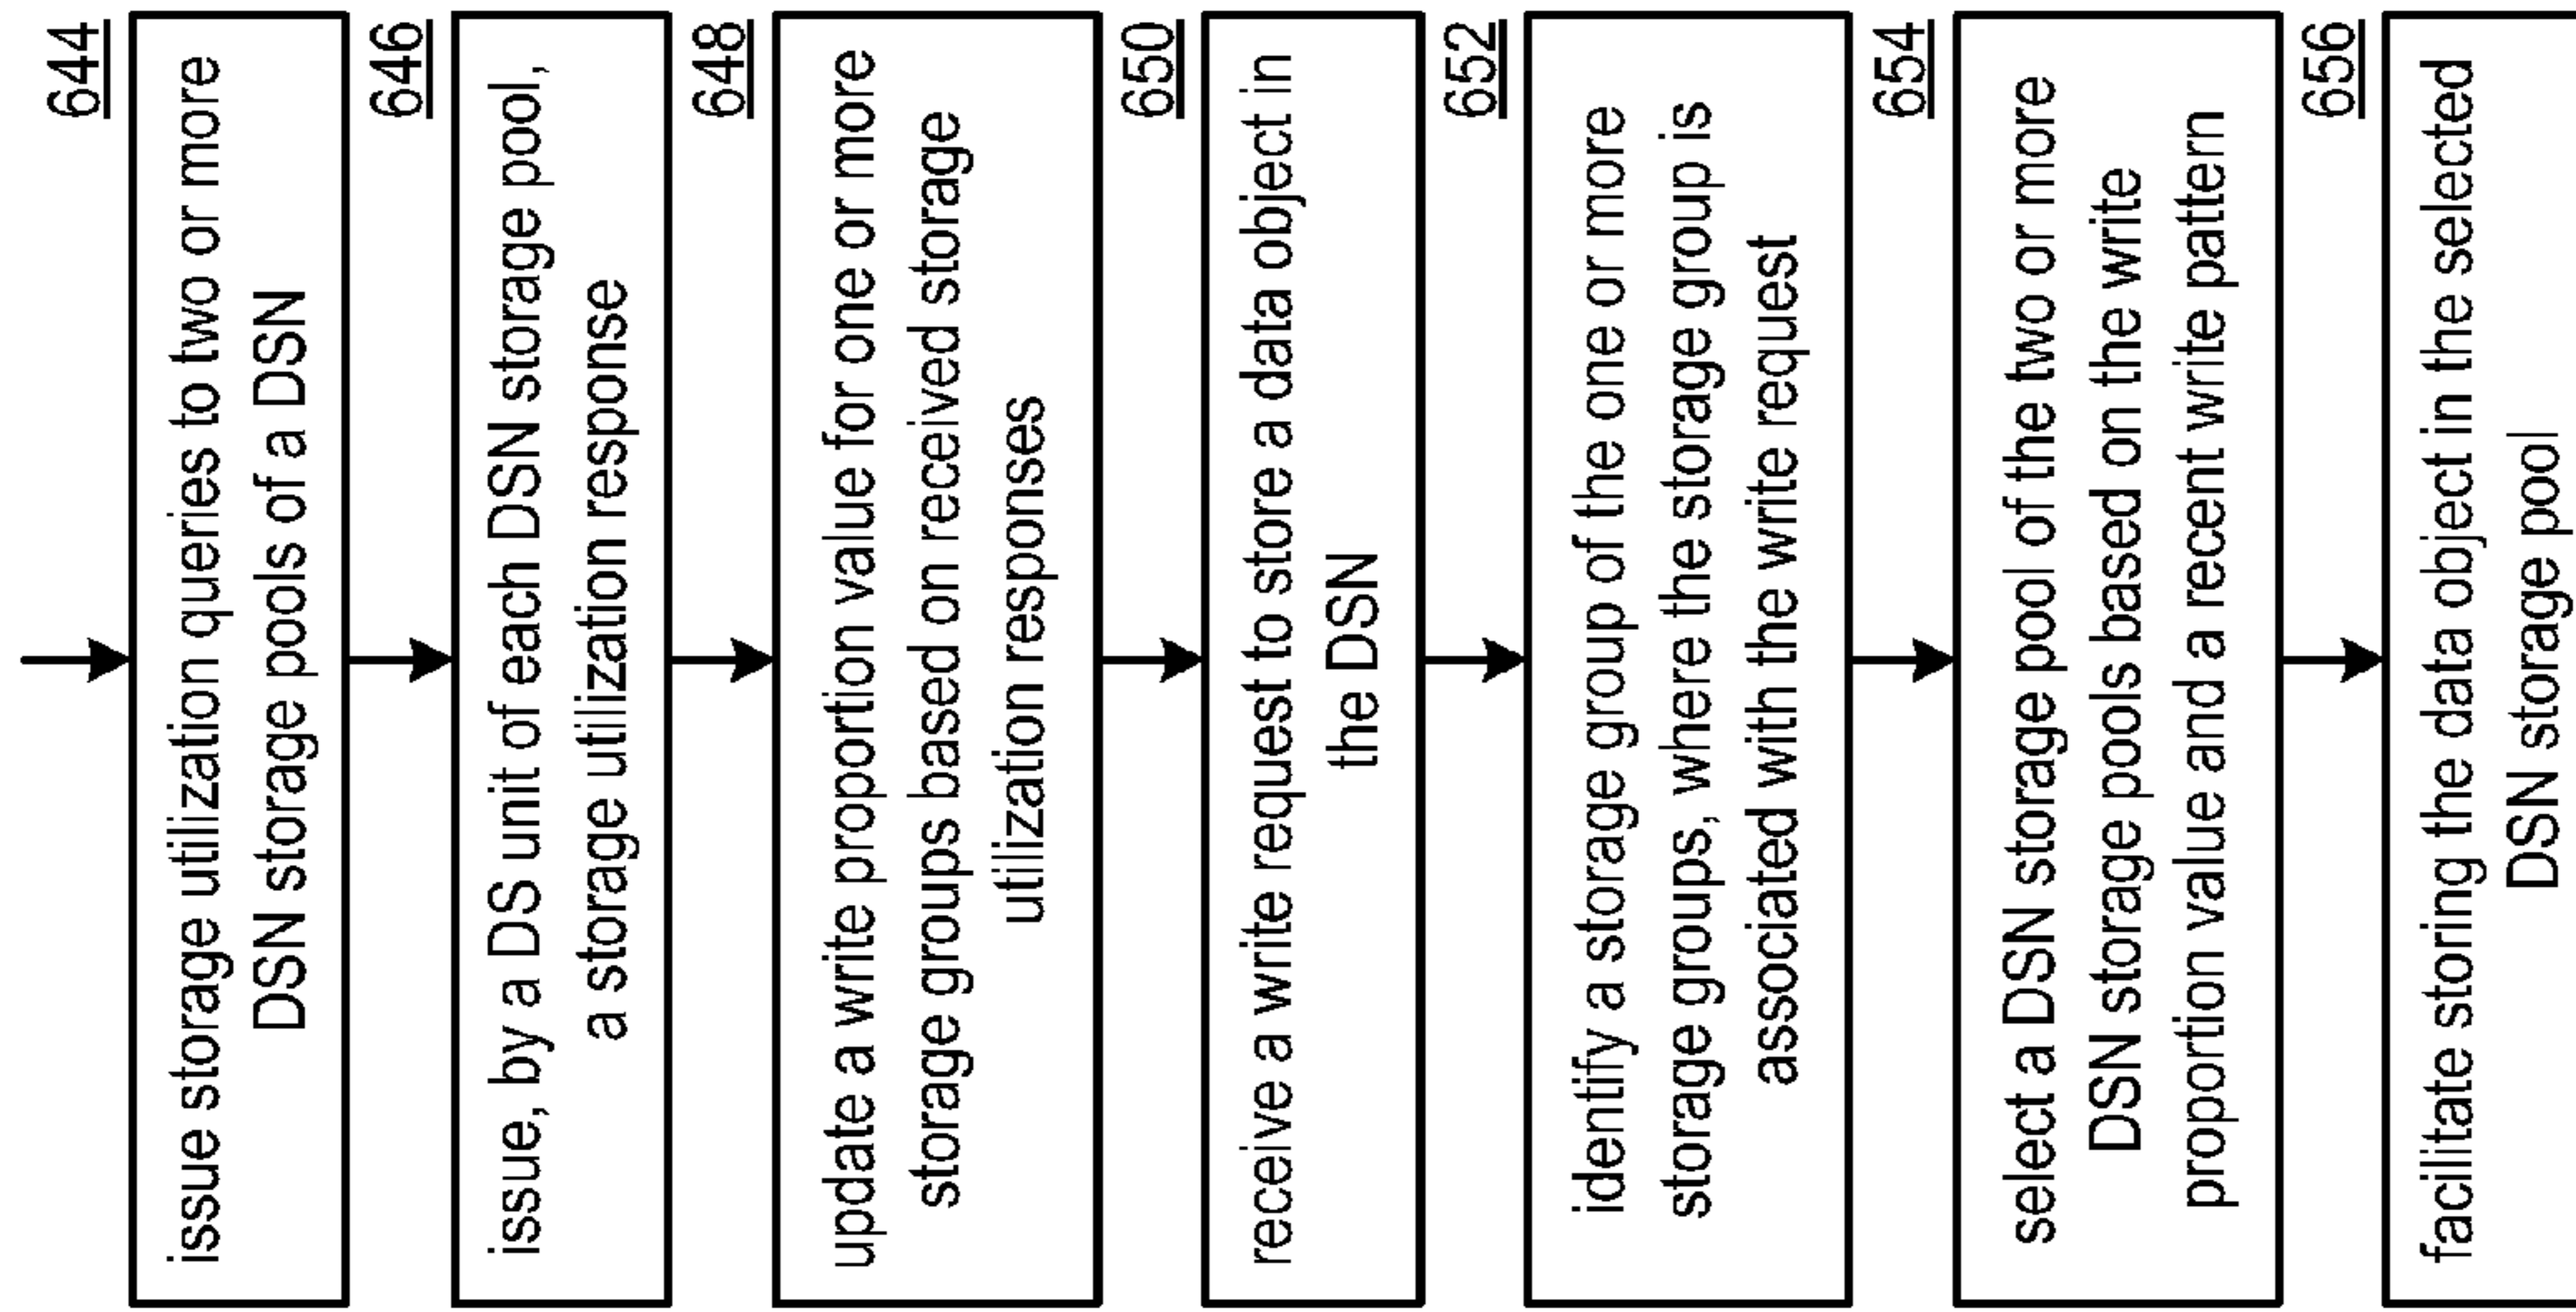 644
issue storage utilization queries to two or more
DSN storage pools of a DSN
646
issue, by a DS unit of each DSN storage pool,
a storage utilization response
648
update a write proportion value for one or more
storage groups based on received storage
utilization responses
650
receive a write request to store a data object in
the DSN
652
identify a storage group of the one or more
storage groups, where the storage group is
associated with the write request
654
select a DSN storage pool of the two or more
DSN storage pools based on the write
proportion value and a recent write pattern
656
facilitate storing the data object in the selected
DSN storage pool